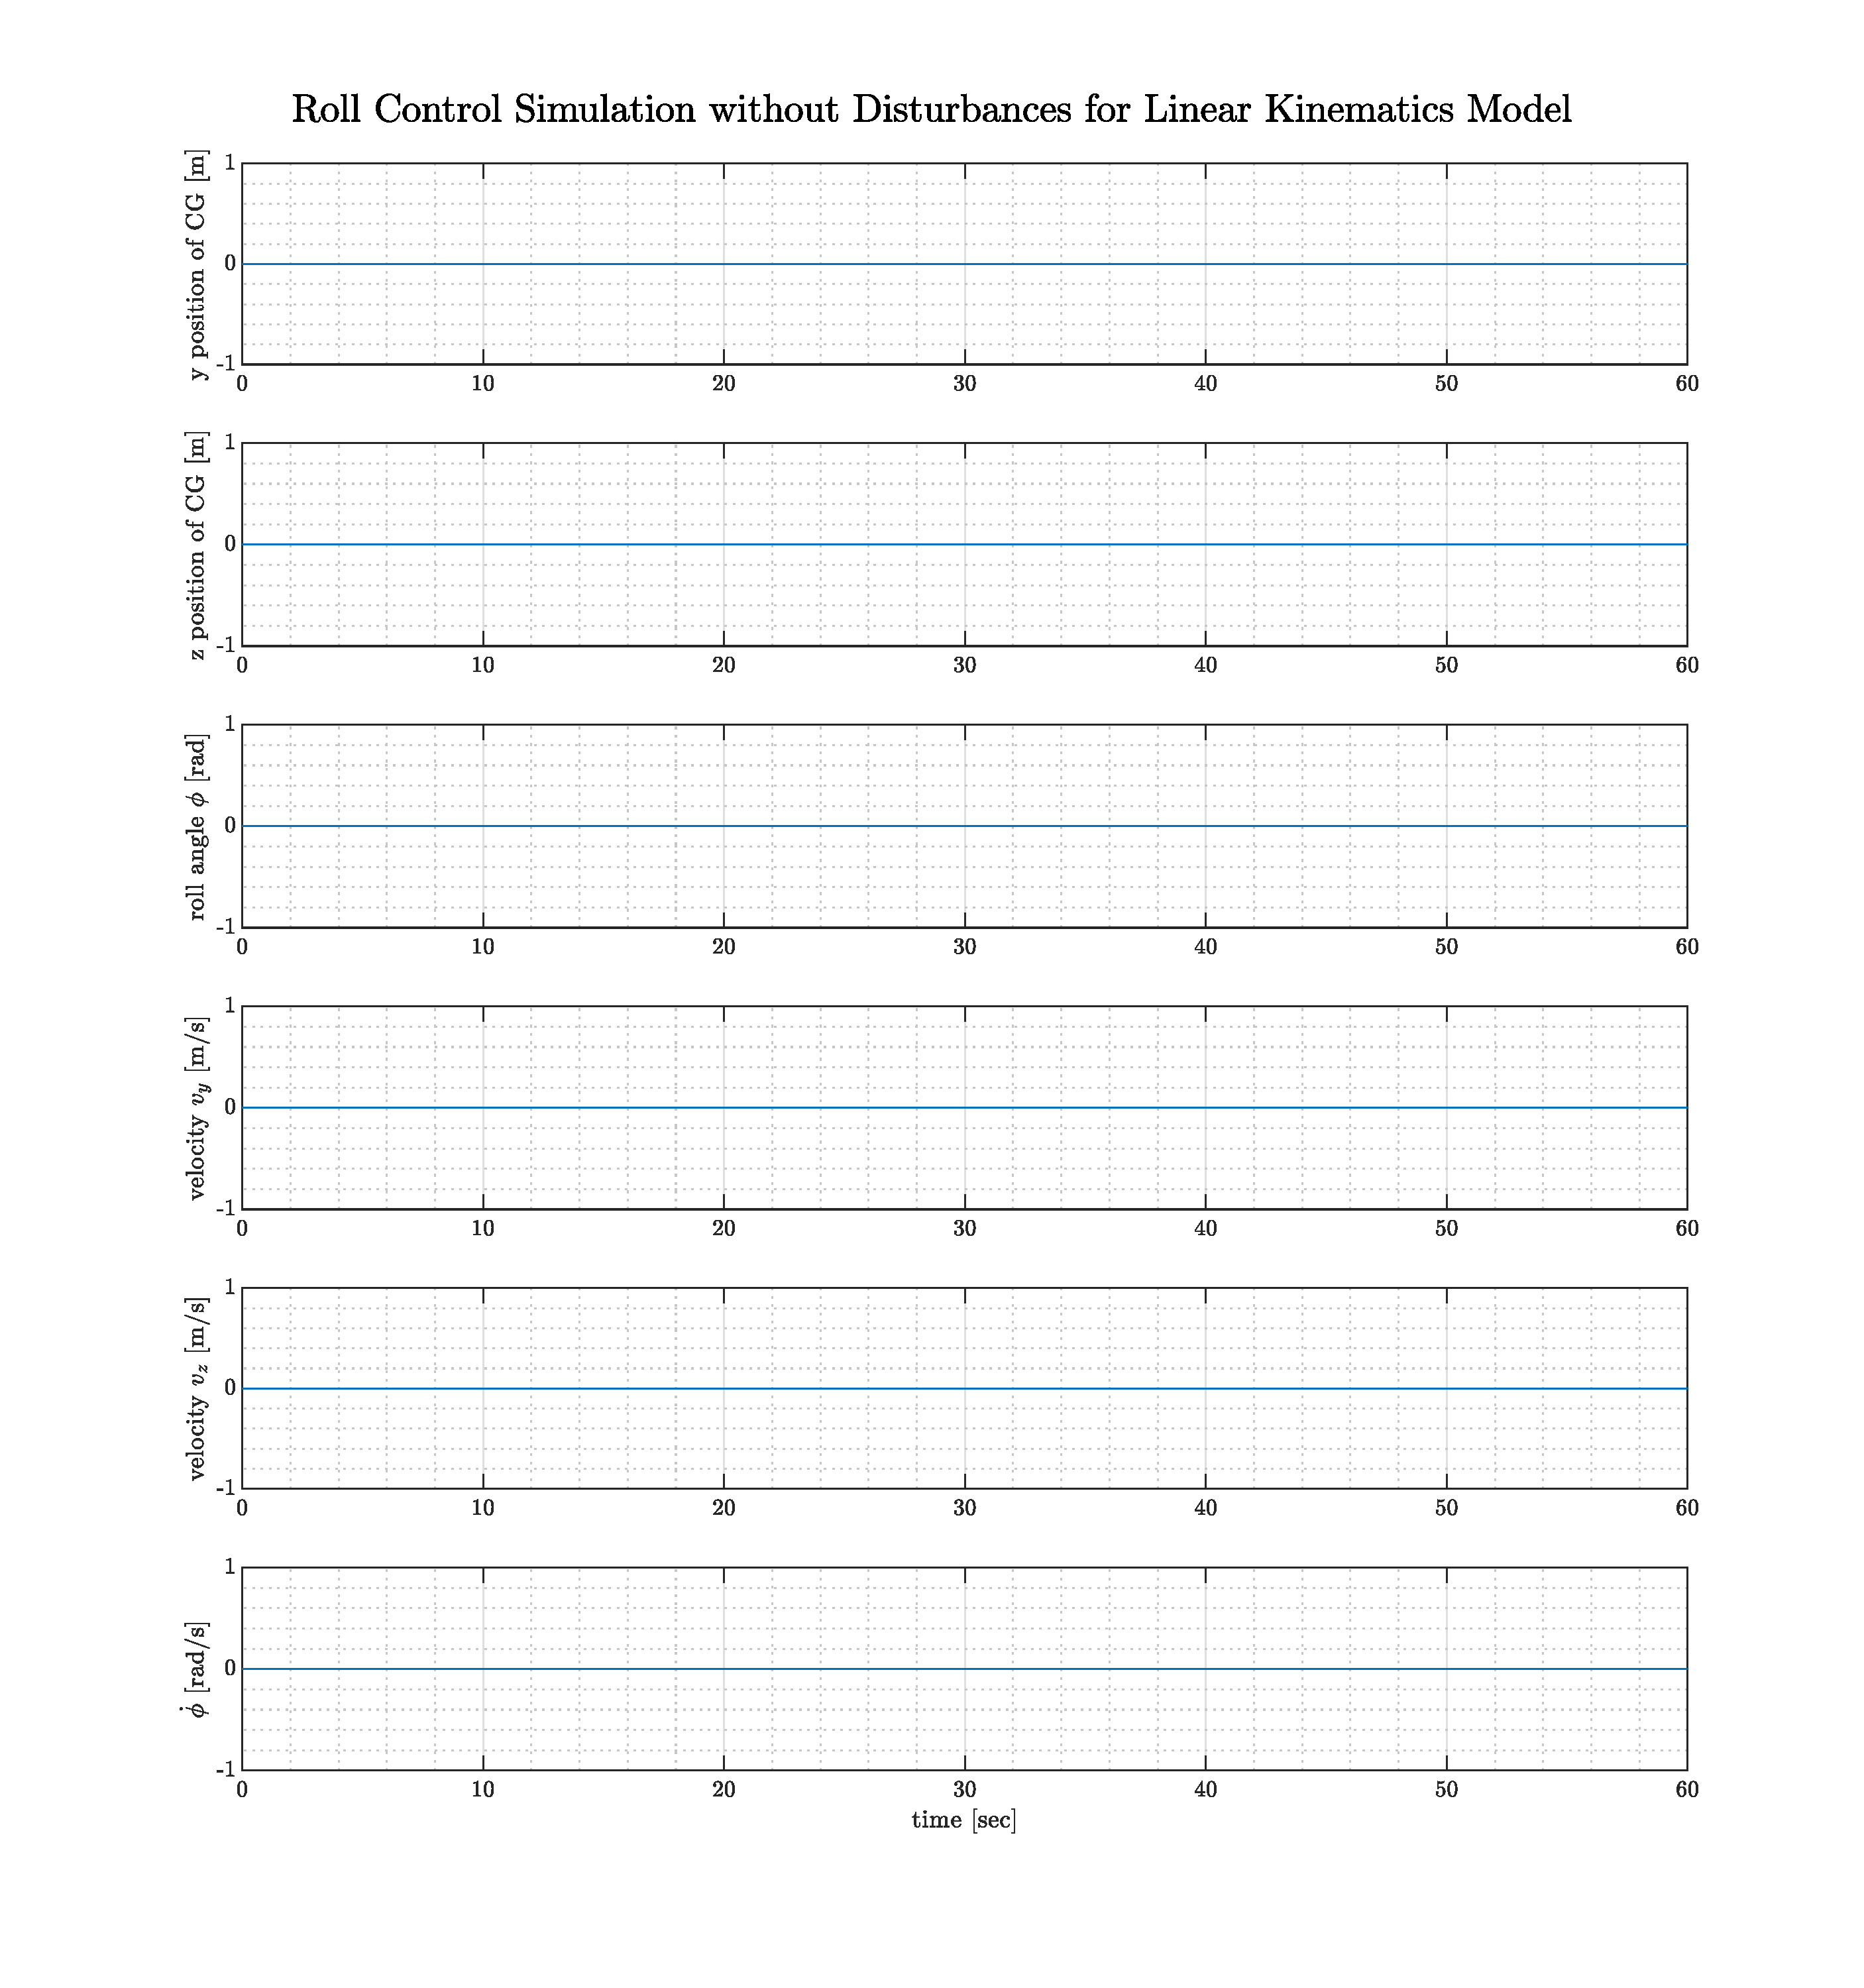 Roll Control Simulation without Disturbances for Linear Kinematics Model
y position of CG [m]
1
0
-1
0 10 20 30 40 50 60
z position of CG [m]
1
0
-1
0 10 20 30 40 50 60
roll angle ϕ [rad]
1
0
-1
0 10 20 30 40 50 60
velocity v_y [m/s]
1
0
-1
0 10 20 30 40 50 60
velocity v_z [m/s]
1
0
-1
0 10 20 30 40 50 60
ϕ̇ [rad/s]
1
0
-1
0 10 20 30 40 50 60
time [sec]